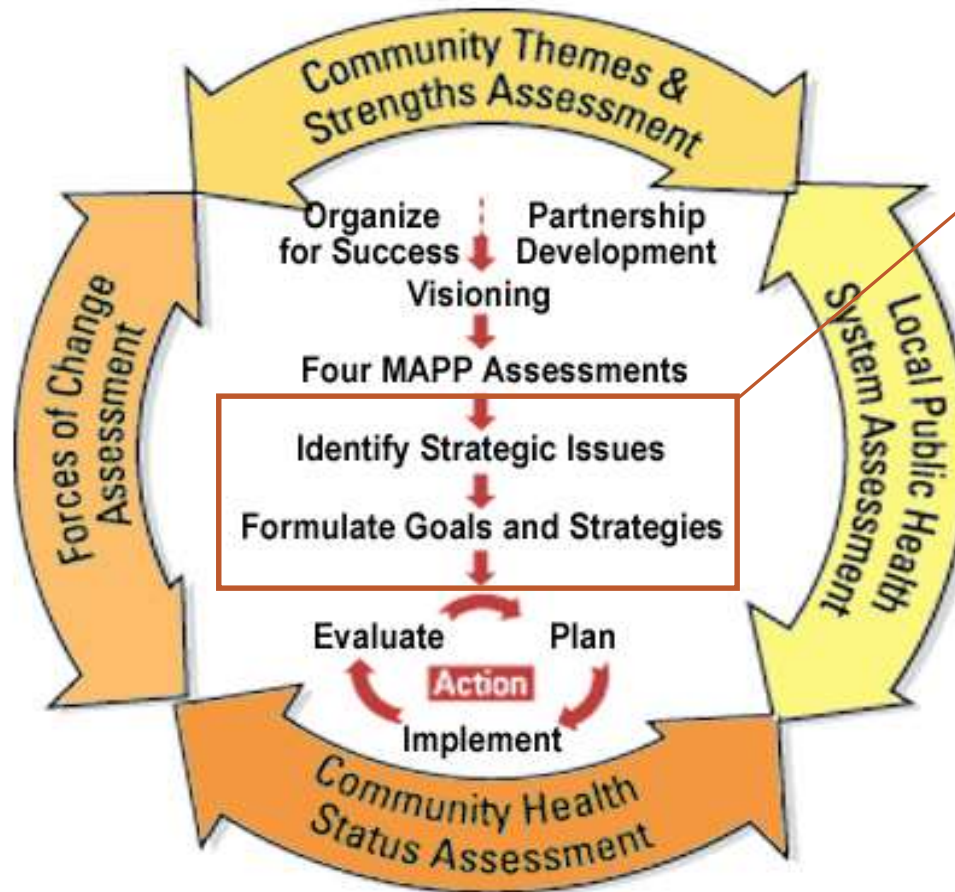 Community Themes &
Strengths Assessment
Organize
for Success
Partnership
Development
Visioning
Four MAPP Assessments
Identify Strategic Issues
Formulate Goals and Strategies
Evaluate
Plan
Action
Implement
Forces of Change
Assessment
Local Public Health
System Assessment
Community Health
Status Assessment